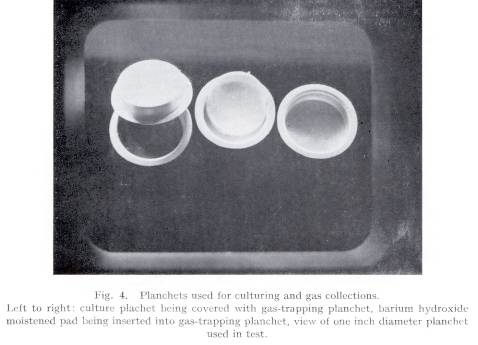 Fig. 4. Planchets used for culturing and gas collections.
Left to right: culture plachet being covered with gas-trapping planchet, barium hydroxide
moistened pad being inserted into gas-trapping planchet, view of one inch diameter planchet
used in test.